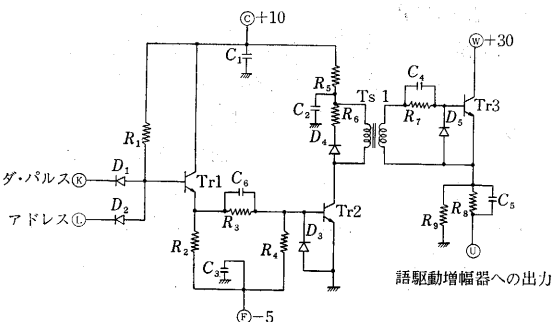 Ⓒ+10
C1
R5
Ⓦ+30
C4
Ts 1
Tr3
C2
R6
R7
D5
R1
D4
ダ・パルスⓀ
D1
Tr1
C6
アドレスⓁ
D2
R3
Tr2
R2
D3
R4
C3
R9
R8
C5
Ⓤ
語駆動増幅器への出力
Ⓕ-5